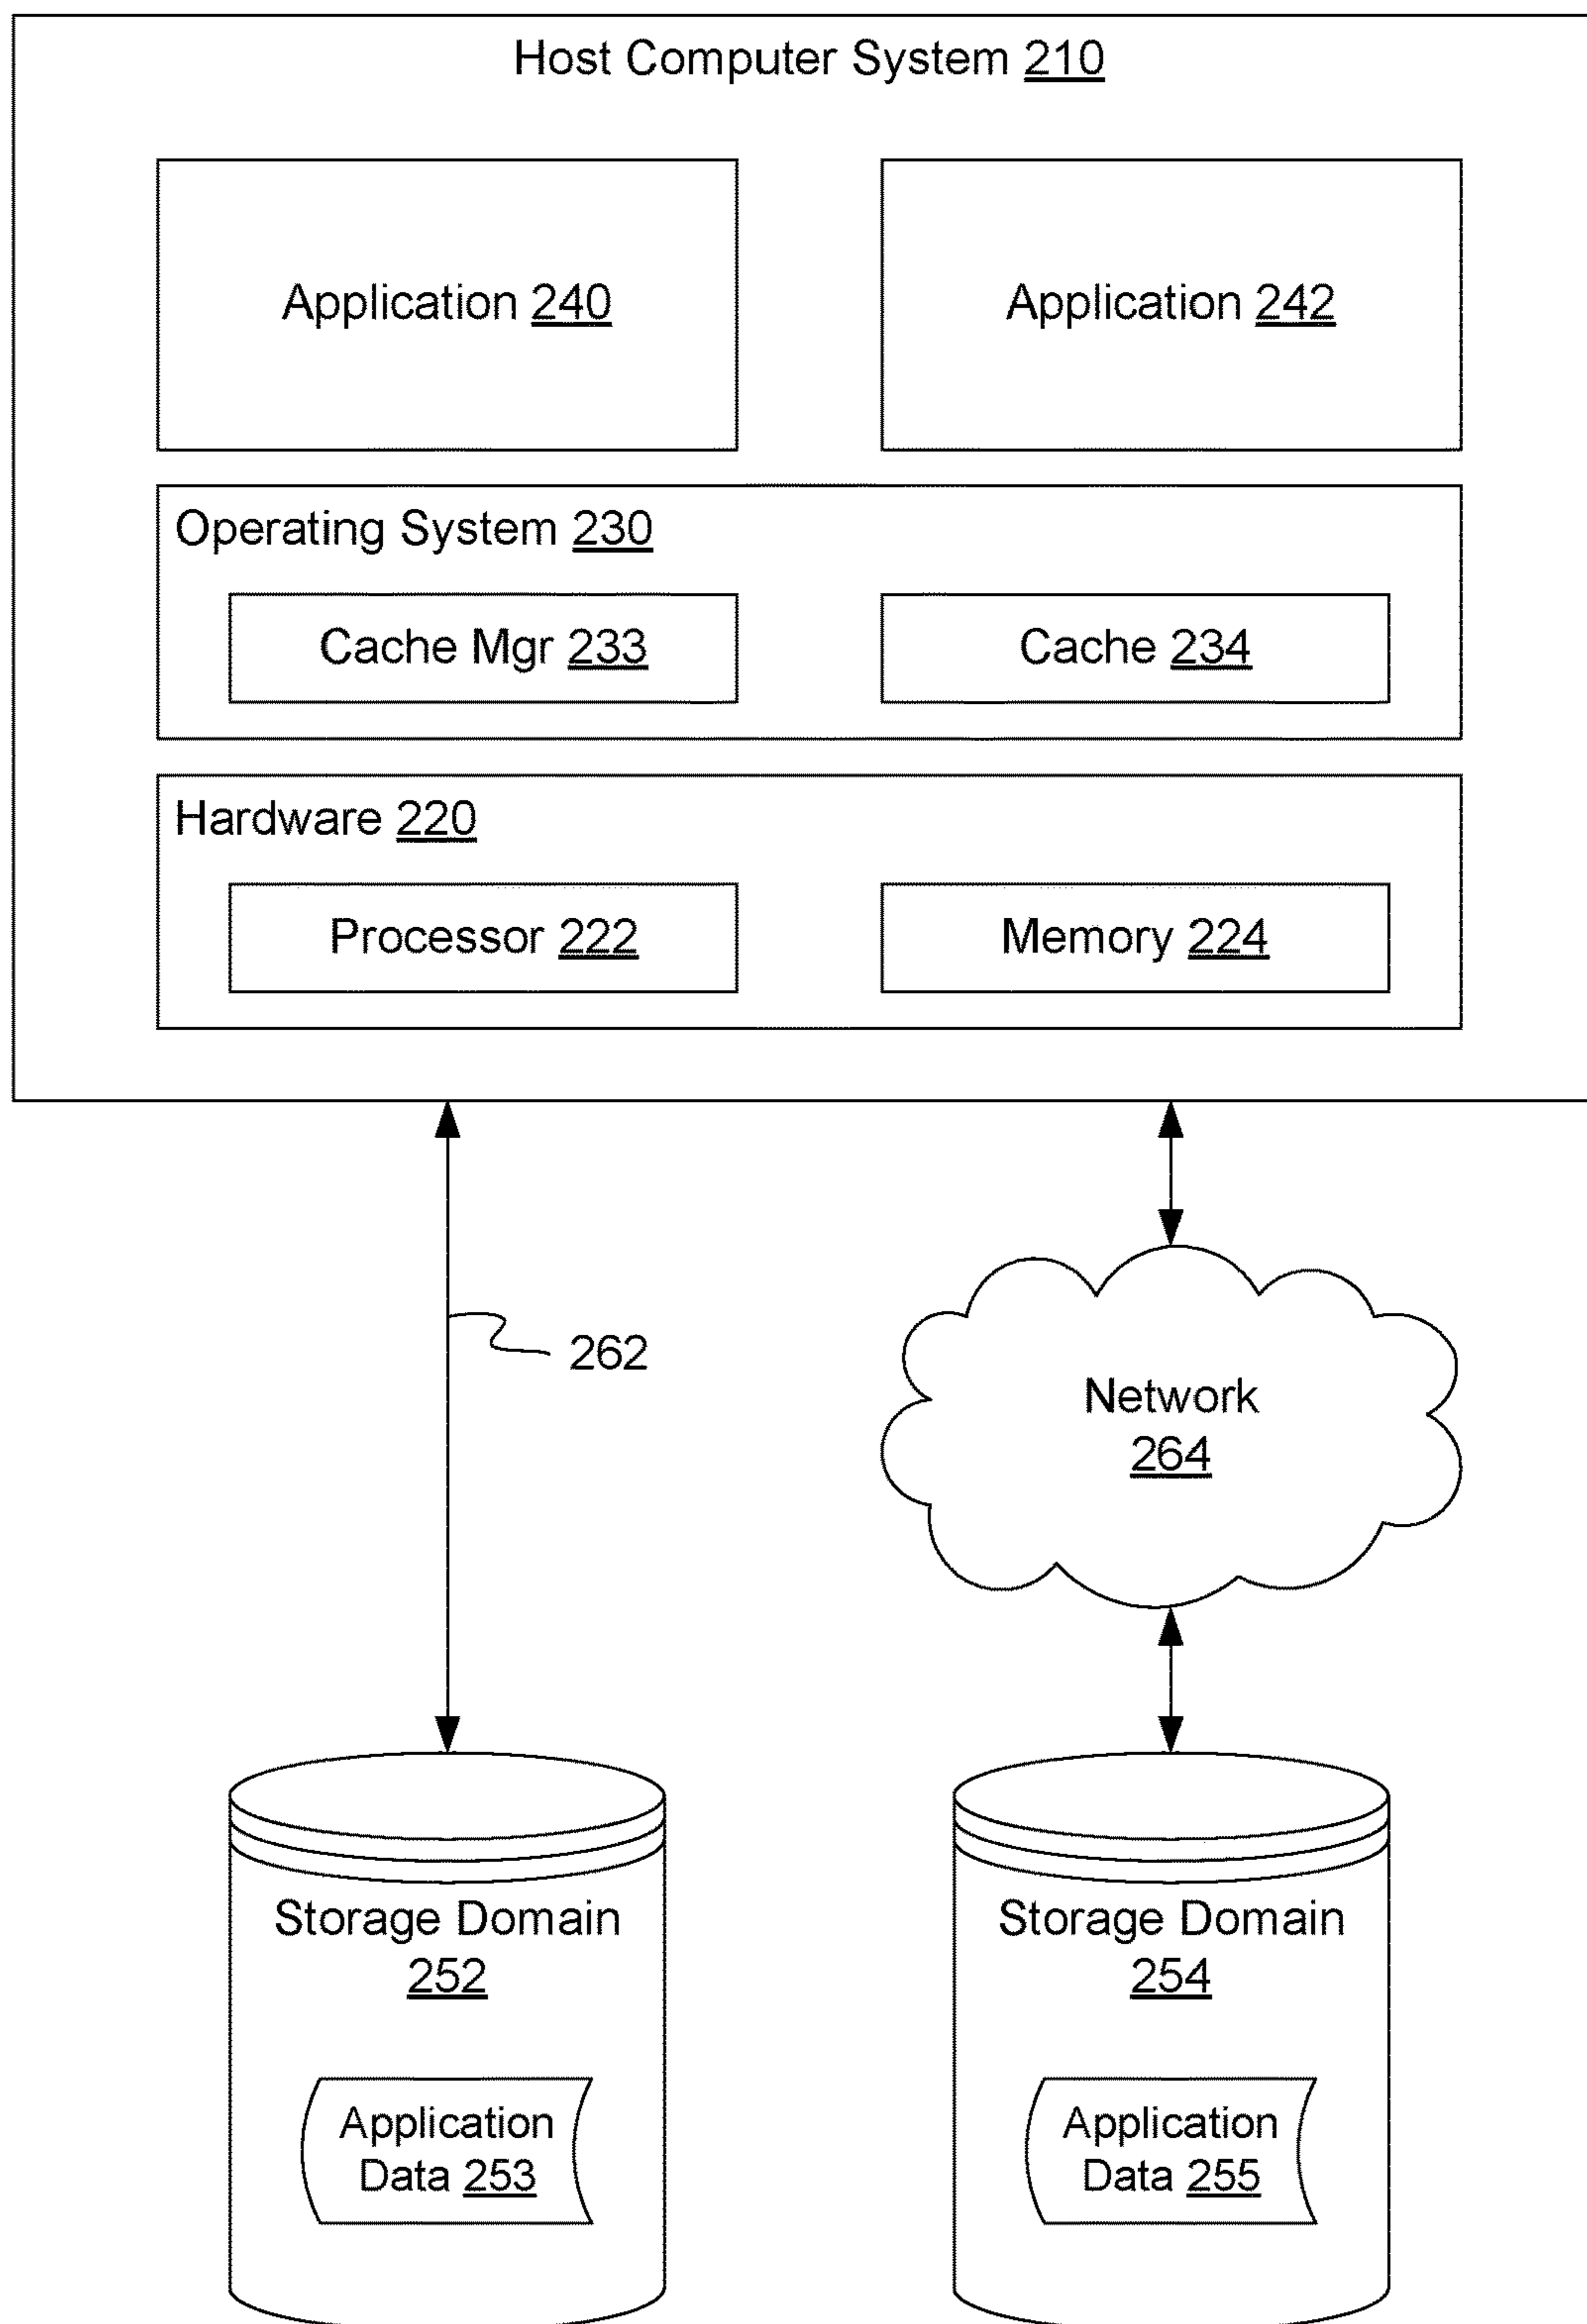 Host Computer System 210
Application 240
Application 242
Operating System 230
Cache Mgr 233
Cache 234
Hardware 220
Processor 222
Memory 224
262
Network
264
Storage Domain
252
Storage Domain
254
Application
Data 253
Application
Data 255